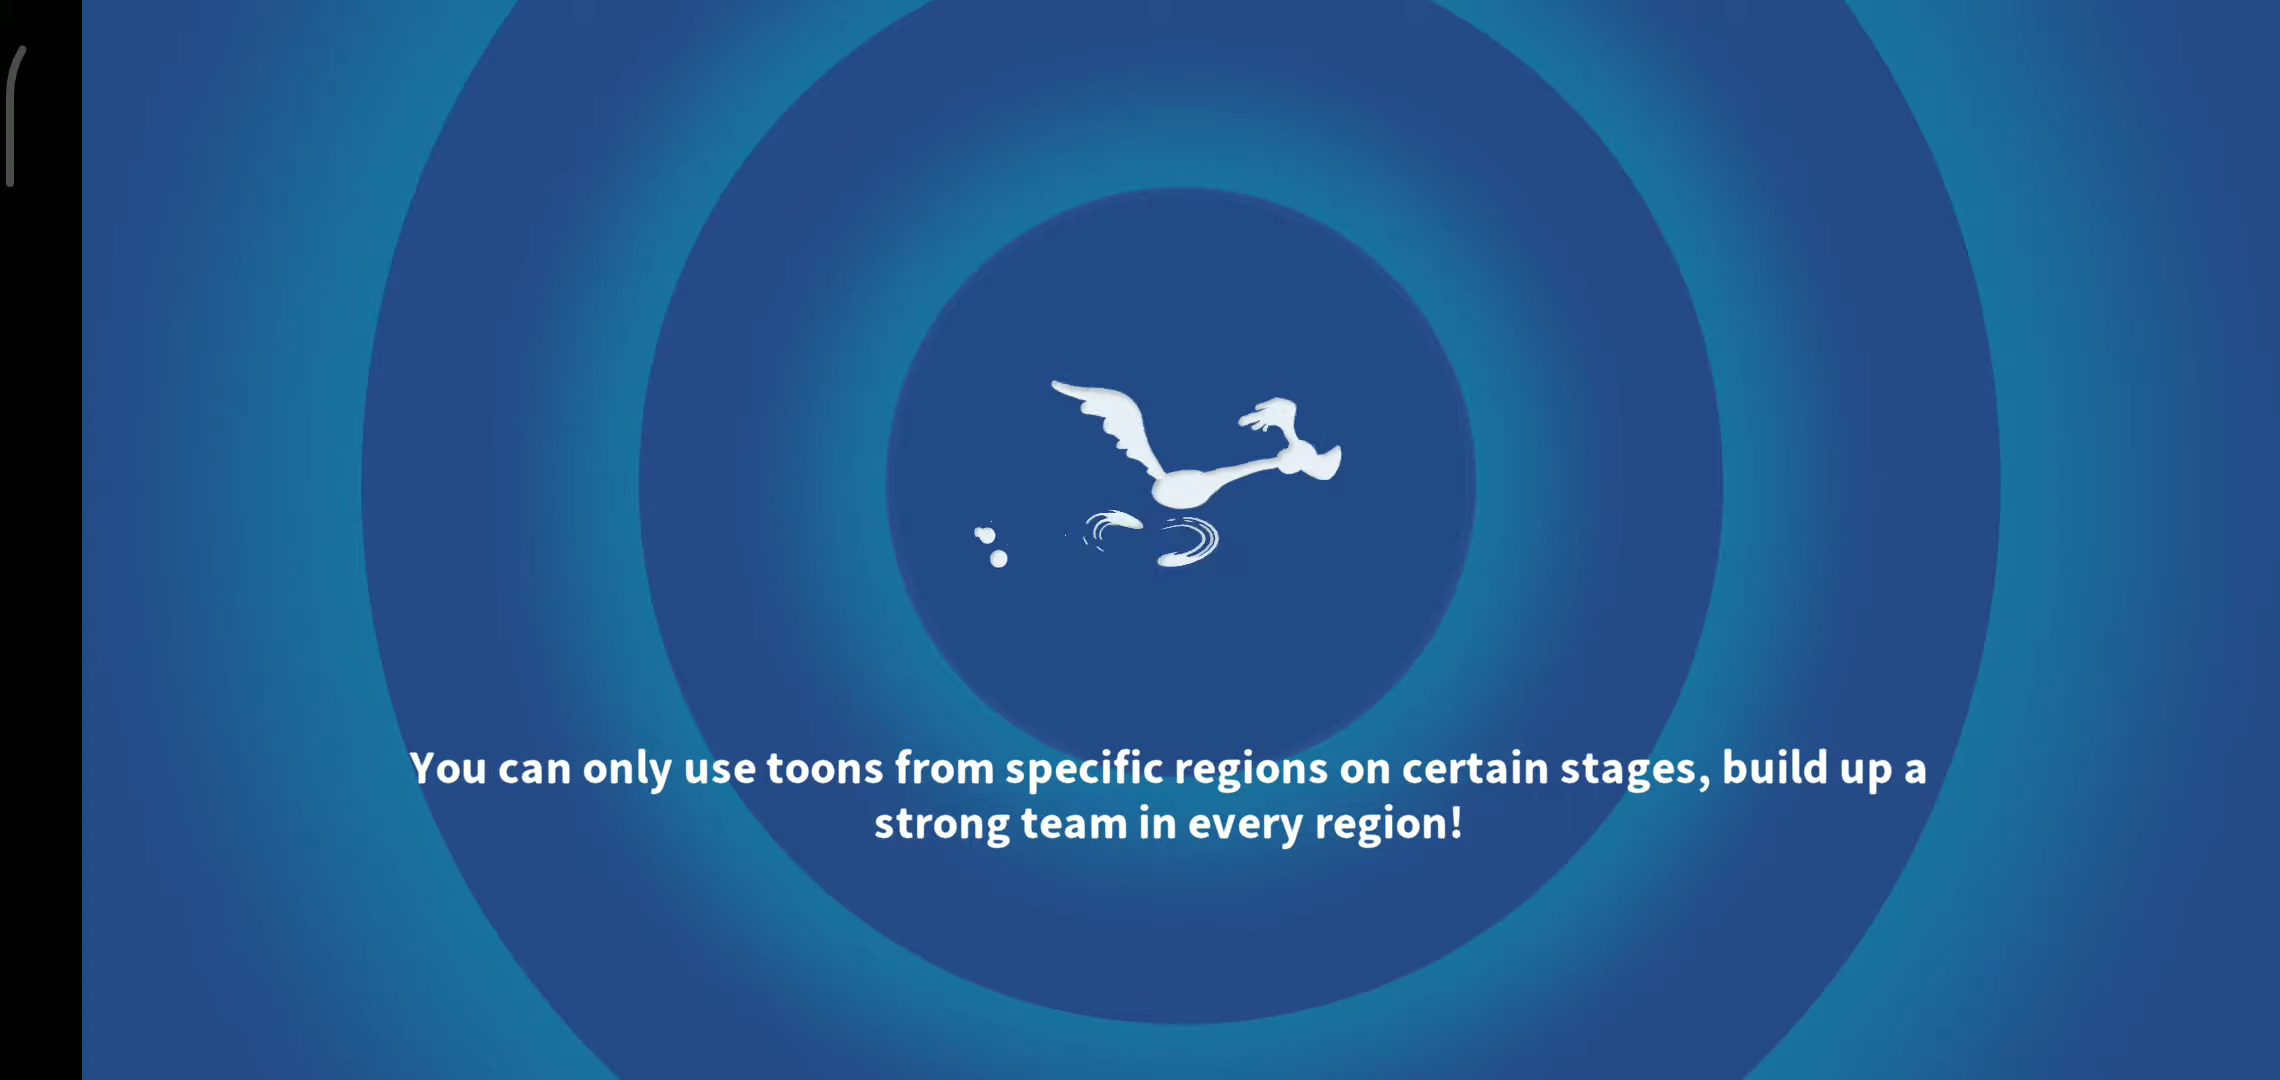 You can only use toons from specific regions on certain stages, build up a
strong team in every region!